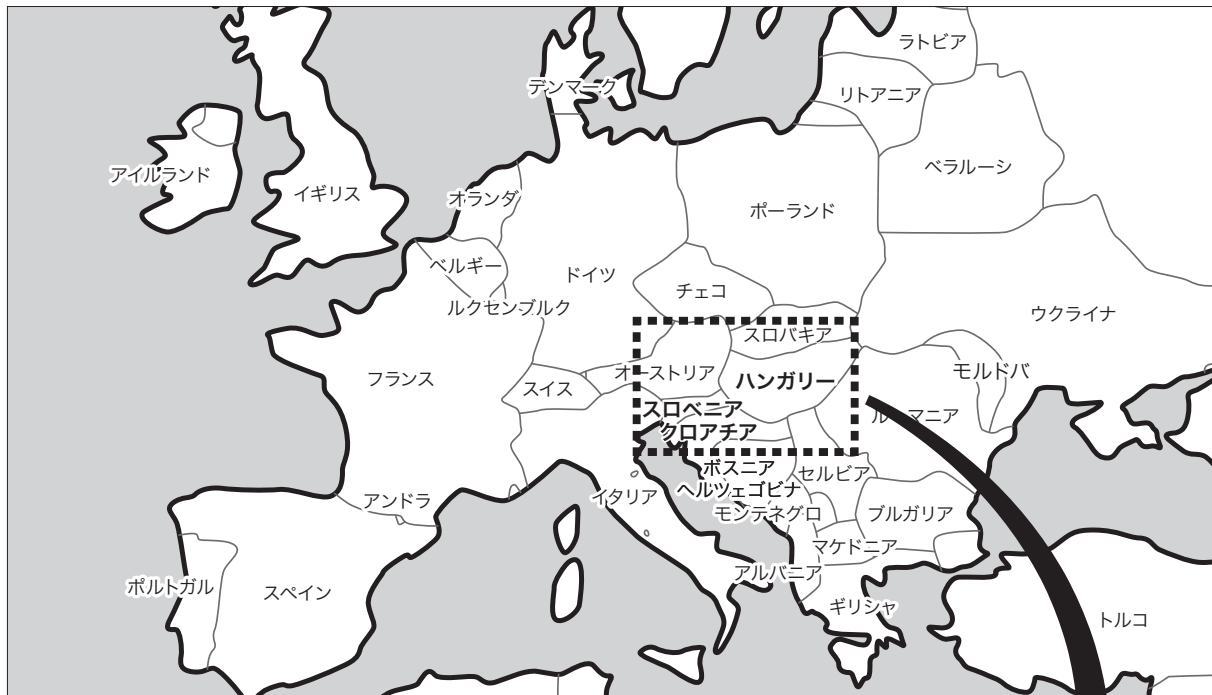 ラトビア
デンマーク
リトアニア
アイルランド
イギリス
オランダ
ベラルーシ
ポーランド
ベルギー
ドイツ
チェコ
ルクセンブルク
ウクライナ
スロバキア
フランス
スイス
オーストリア
ハンガリー
モルドバ
スロベニア
クロアチア
ルーマニア
ボスニア
ヘルツェゴビナ
セルビア
アンドラ
イタリア
モンテネグロ
ブルガリア
マケドニア
ポルトガル
スペイン
アルバニア
ギリシャ
トルコ